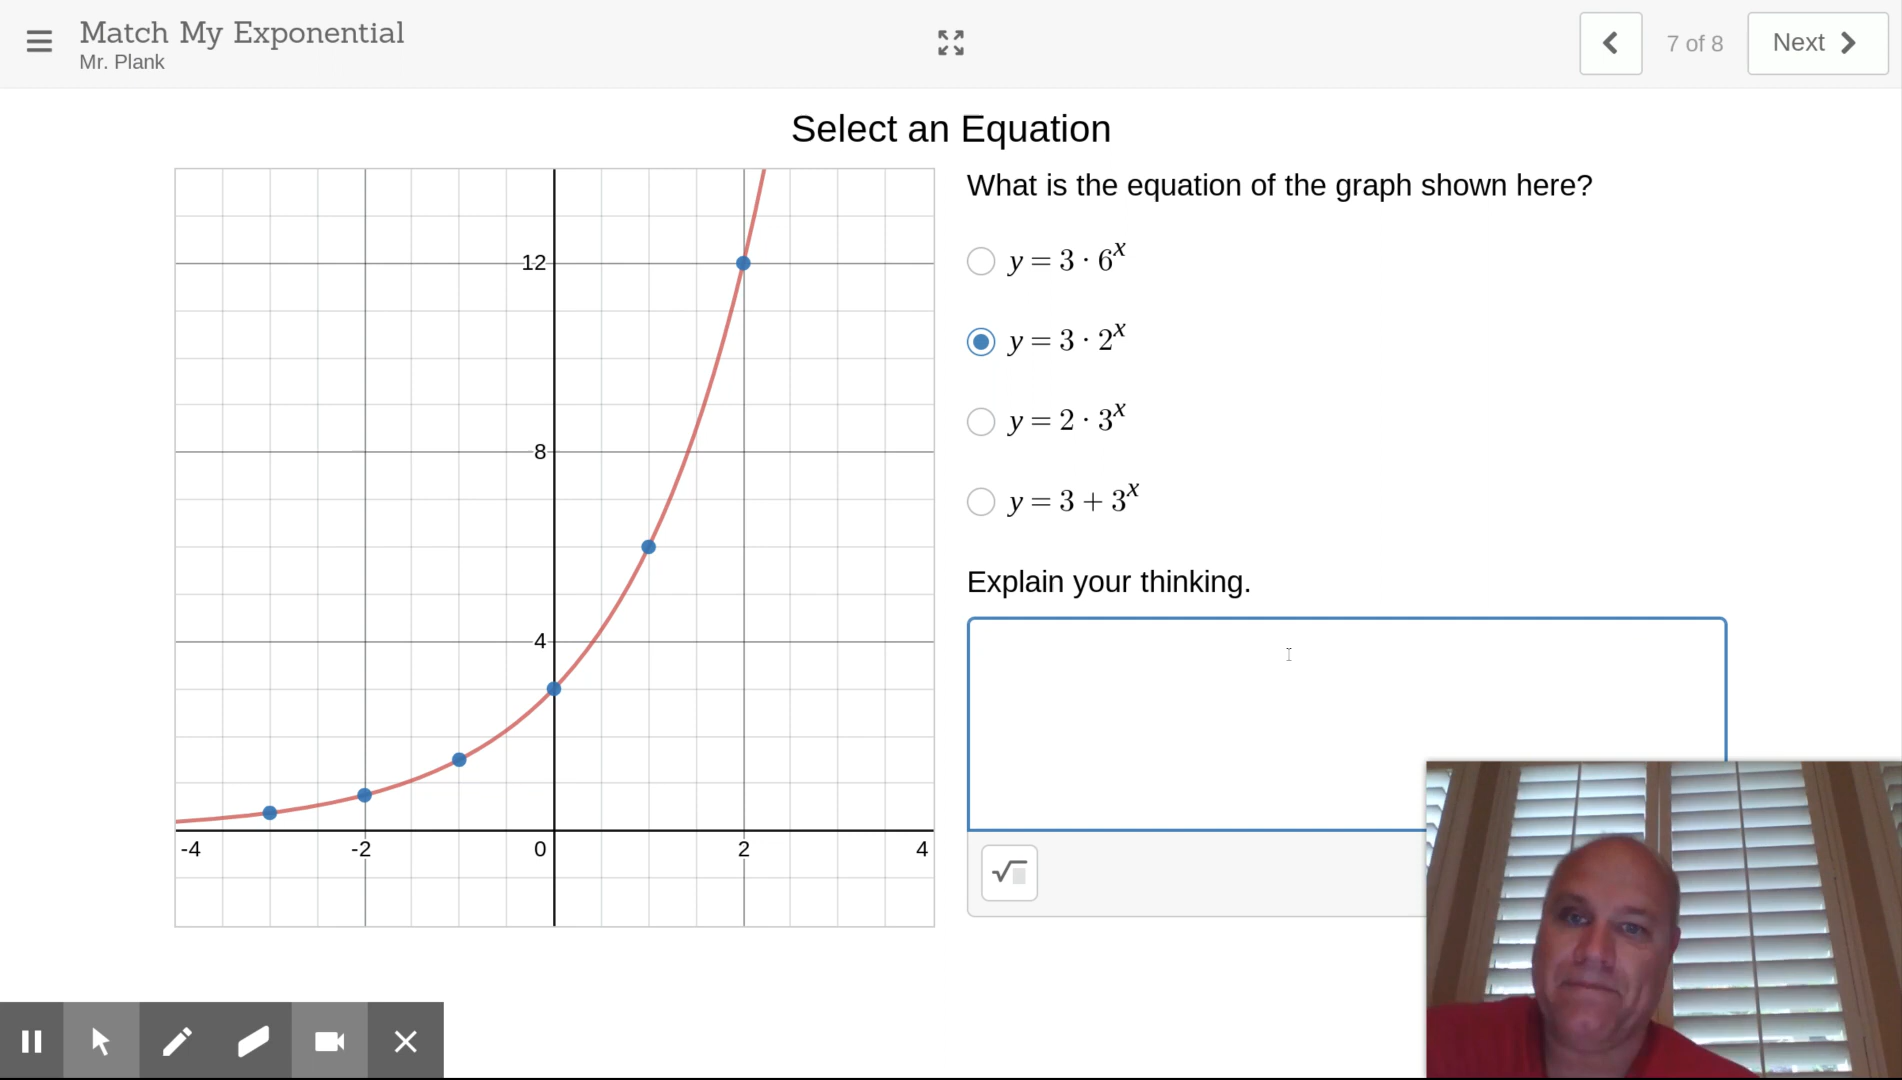 Match My Exponential
Mr. Plank
7 of 8
Next
Select an Equation
What is the equation of the graph shown here?
y = 3 · 6^x
y = 3 · 2^x
y = 2 · 3^x
y = 3 + 3^x
Explain your thinking.
12
8
4
-4 -2 0 2 4
√